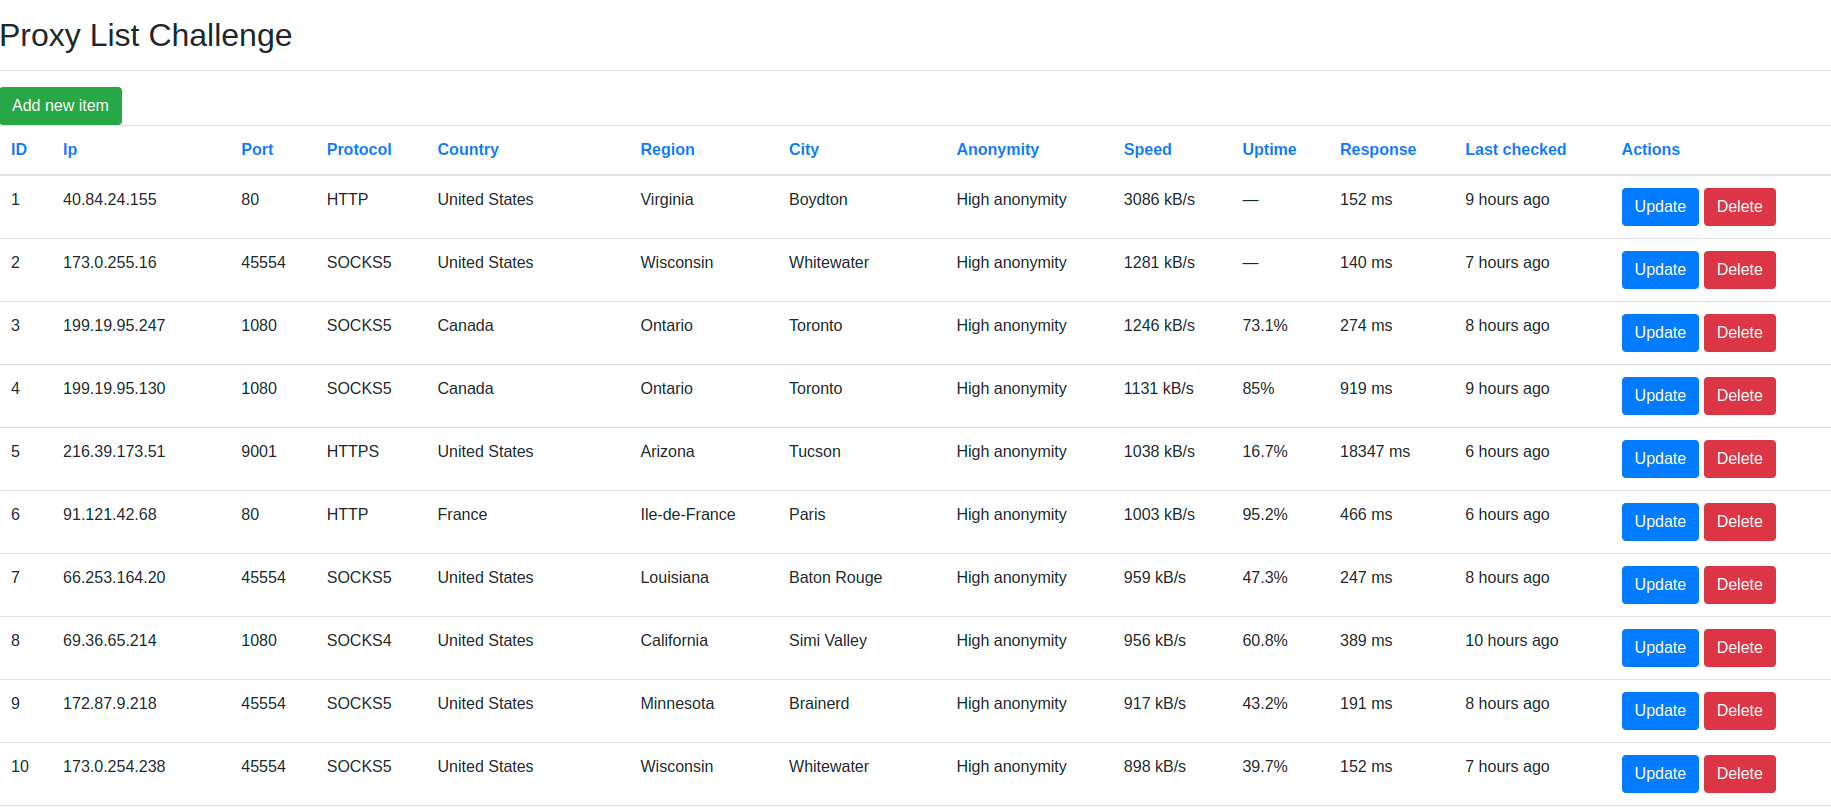 Proxy List Challenge
Add new item
ID Ip Port Protocol Country Region City Anonymity Speed Uptime Response Last checked Actions
1 40.84.24.155 80 HTTP United States Virginia Boydton High anonymity 3086 kB/s — 152 ms 9 hours ago Update Delete
2 173.0.255.16 45554 SOCKS5 United States Wisconsin Whitewater High anonymity 1281 kB/s — 140 ms 7 hours ago Update Delete
3 199.19.95.247 1080 SOCKS5 Canada Ontario Toronto High anonymity 1246 kB/s 73.1% 274 ms 8 hours ago Update Delete
4 199.19.95.130 1080 SOCKS5 Canada Ontario Toronto High anonymity 1131 kB/s 85% 919 ms 9 hours ago Update Delete
5 216.39.173.51 9001 HTTPS United States Arizona Tucson High anonymity 1038 kB/s 16.7% 18347 ms 6 hours ago Update Delete
6 91.121.42.68 80 HTTP France Ile-de-France Paris High anonymity 1003 kB/s 95.2% 466 ms 6 hours ago Update Delete
7 66.253.164.20 45554 SOCKS5 United States Louisiana Baton Rouge High anonymity 959 kB/s 47.3% 247 ms 8 hours ago Update Delete
8 69.36.65.214 1080 SOCKS4 United States California Simi Valley High anonymity 956 kB/s 60.8% 389 ms 10 hours ago Update Delete
9 172.87.9.218 45554 SOCKS5 United States Minnesota Brainerd High anonymity 917 kB/s 43.2% 191 ms 8 hours ago Update Delete
10 173.0.254.238 45554 SOCKS5 United States Wisconsin Whitewater High anonymity 898 kB/s 39.7% 152 ms 7 hours ago Update Delete